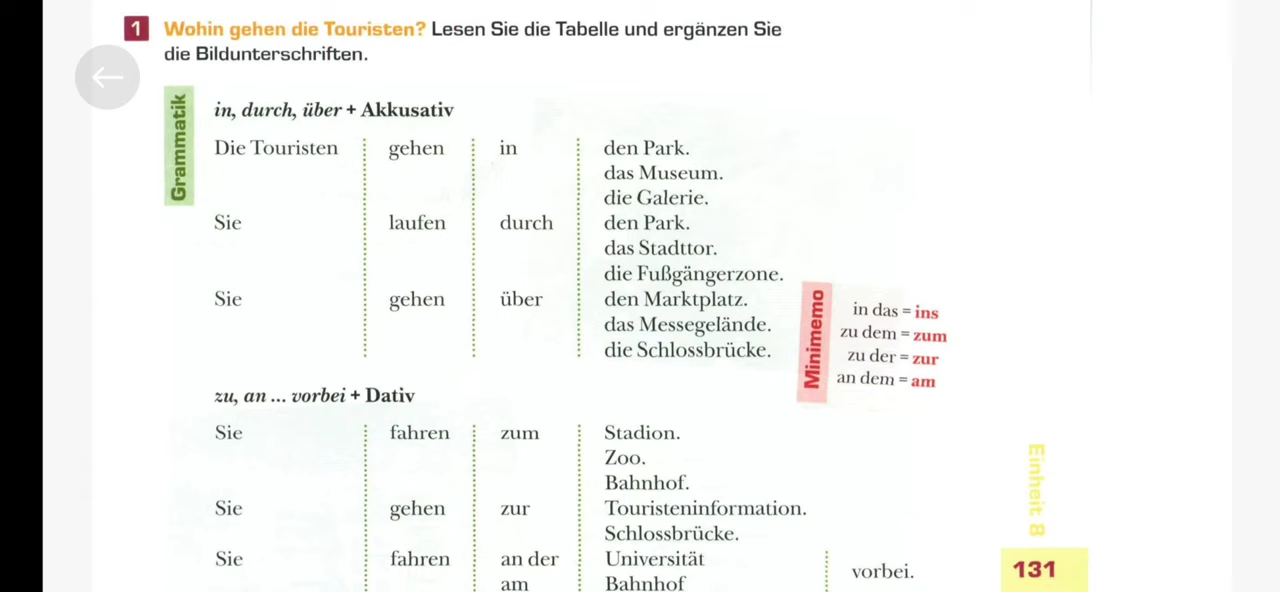 1 Wohin gehen die Touristen? Lesen Sie die Tabelle und ergänzen Sie
die Bildunterschriften.
Grammatik
in, durch, über + Akkusativ
Die Touristen gehen in den Park.
das Museum.
die Galerie.
Sie laufen durch den Park.
das Stadttor.
die Fußgängerzone.
Sie gehen über den Marktplatz.
das Messegelände.
die Schlossbrücke.
Minimemo
in das = ins
zu dem = zum
zu der = zur
an dem = am
zu, an ... vorbei + Dativ
Sie fahren zum Stadion.
Zoo.
Bahnhof.
Sie gehen zur Touristeninformation.
Schlossbrücke.
Sie fahren an der Universität vorbei.
am Bahnhof
Einheit 8
131